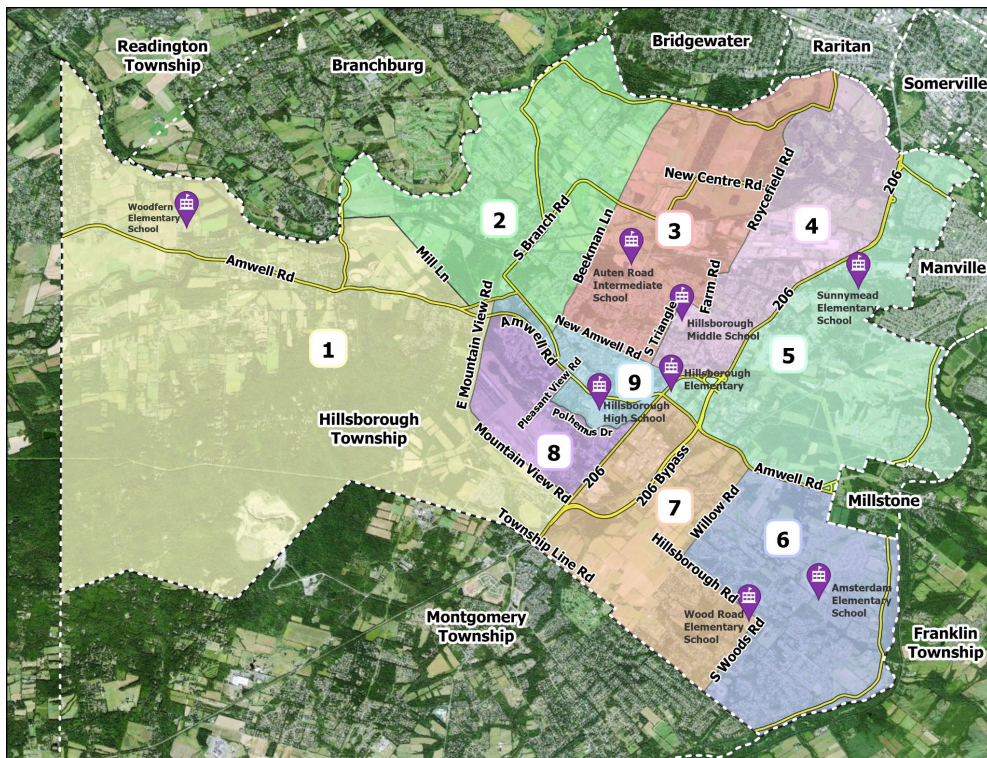 Readington
Township
Branchburg
Bridgewater
Raritan
Somerville
Woodfern
Elementary
School
2
S Branch Rd
Beekman Ln
New Centre Rd
Roycefield Rd
206
3
4
Auten Road
Intermediate
School
Farm Rd
Manville
Sunnymead
Elementary
School
Amwell Rd
Mill Ln
E Mountain View Rd
S Triangle
Hillsborough
Middle School
206
1
Amwell Rd
New Amwell Rd
5
Pleasant View Rd
9
Hillsborough
Elementary
Hillsborough
High School
Polhemus Dr
Hillsborough
Township
8
Mountain View Rd
206
206 Bypass
Amwell Rd
7
Willow Rd
Millstone
Township Line Rd
Hillsborough Rd
6
Wood Road
Elementary
School
Amsterdam
Elementary
School
S Woods Rd
Montgomery
Township
Franklin
Township